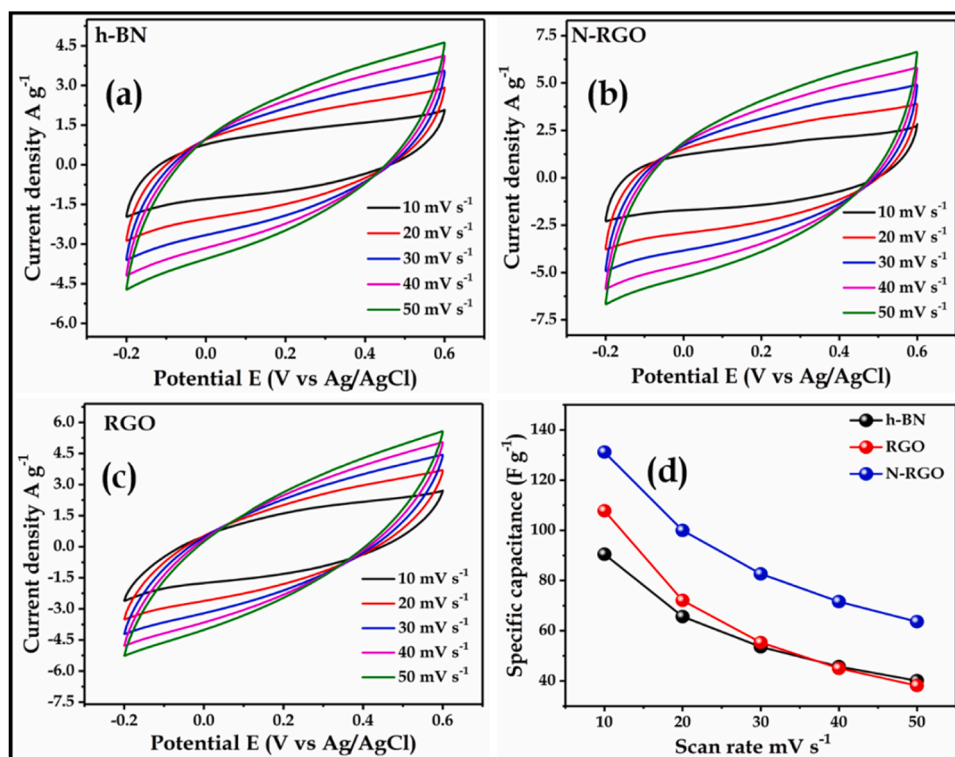 h-BN
(a)
4.5
3.0
1.5
0.0
-1.5
-3.0
-4.5
-6.0
Current density A g⁻¹
10 mV s⁻¹
20 mV s⁻¹
30 mV s⁻¹
40 mV s⁻¹
50 mV s⁻¹
-0.2 0.0 0.2 0.4 0.6
Potential E (V vs Ag/AgCl)
N-RGO
(b)
7.5
5.0
2.5
0.0
-2.5
-5.0
-7.5
Current density A g⁻¹
10 mV s⁻¹
20 mV s⁻¹
30 mV s⁻¹
40 mV s⁻¹
50 mV s⁻¹
-0.2 0.0 0.2 0.4 0.6
Potential E (V vs Ag/AgCl)
RGO
(c)
6.0
4.5
3.0
1.5
0.0
-1.5
-3.0
-4.5
-6.0
-7.5
Current density A g⁻¹
10 mV s⁻¹
20 mV s⁻¹
30 mV s⁻¹
40 mV s⁻¹
50 mV s⁻¹
-0.2 0.0 0.2 0.4 0.6
Potential E (V vs Ag/AgCl)
(d)
h-BN
RGO
N-RGO
140
120
100
80
60
40
Specific capacitance (F g⁻¹)
10 20 30 40 50
Scan rate mV s⁻¹